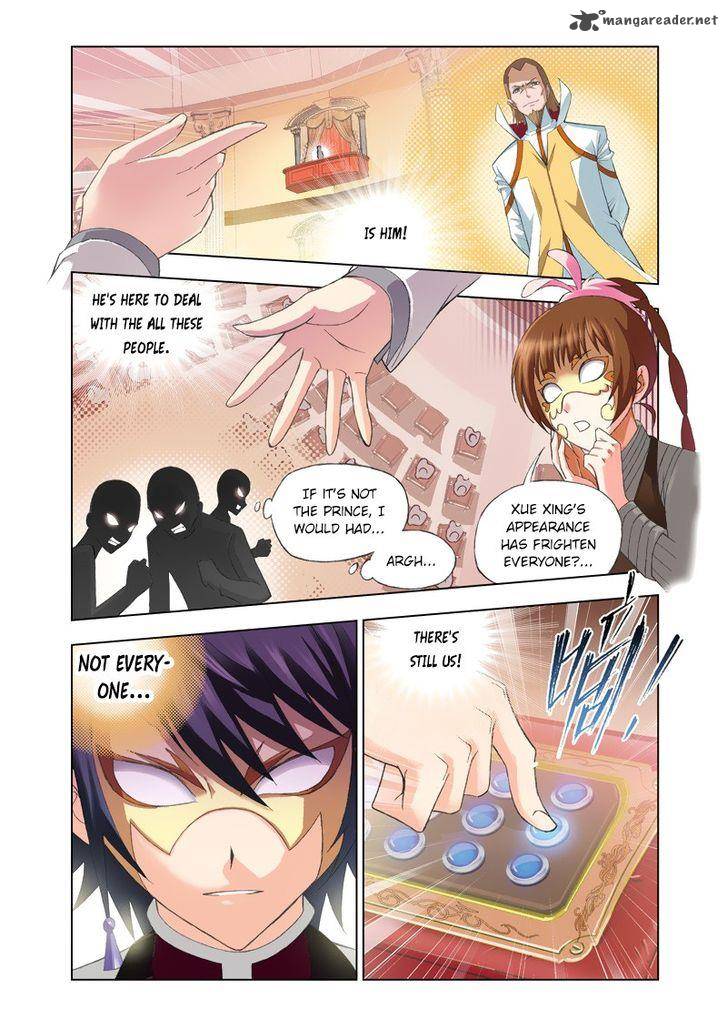 mangareader.net
IS HIM!
HE'S HERE TO DEAL
WITH THE ALL THESE
PEOPLE.
IF IT'S NOT
THE PRINCE, I
WOULD HAD...
ARGH...
XUE XING'S
APPEARANCE
HAS FRIGHTEN
EVERYONE?...
NOT EVERY-
ONE...
THERE'S
STILL US!